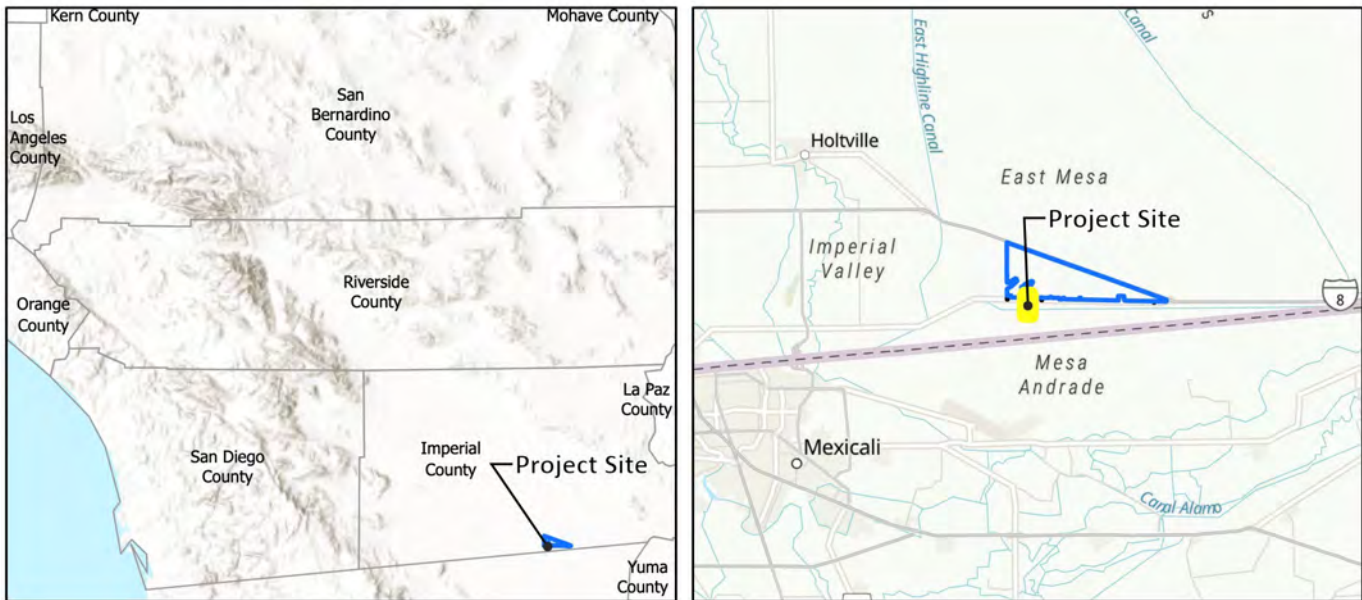 Kern County
Mohave County
San
Bernardino
County
Los
Angeles
County
Riverside
County
Orange
County
La Paz
County
San Diego
County
Imperial
County
Project Site
Yuma
County
Canal
S
East Highline Canal
Holtville
East Mesa
Project Site
Imperial
Valley
8
Mesa
Andrade
Mexicali
Canal Alamo